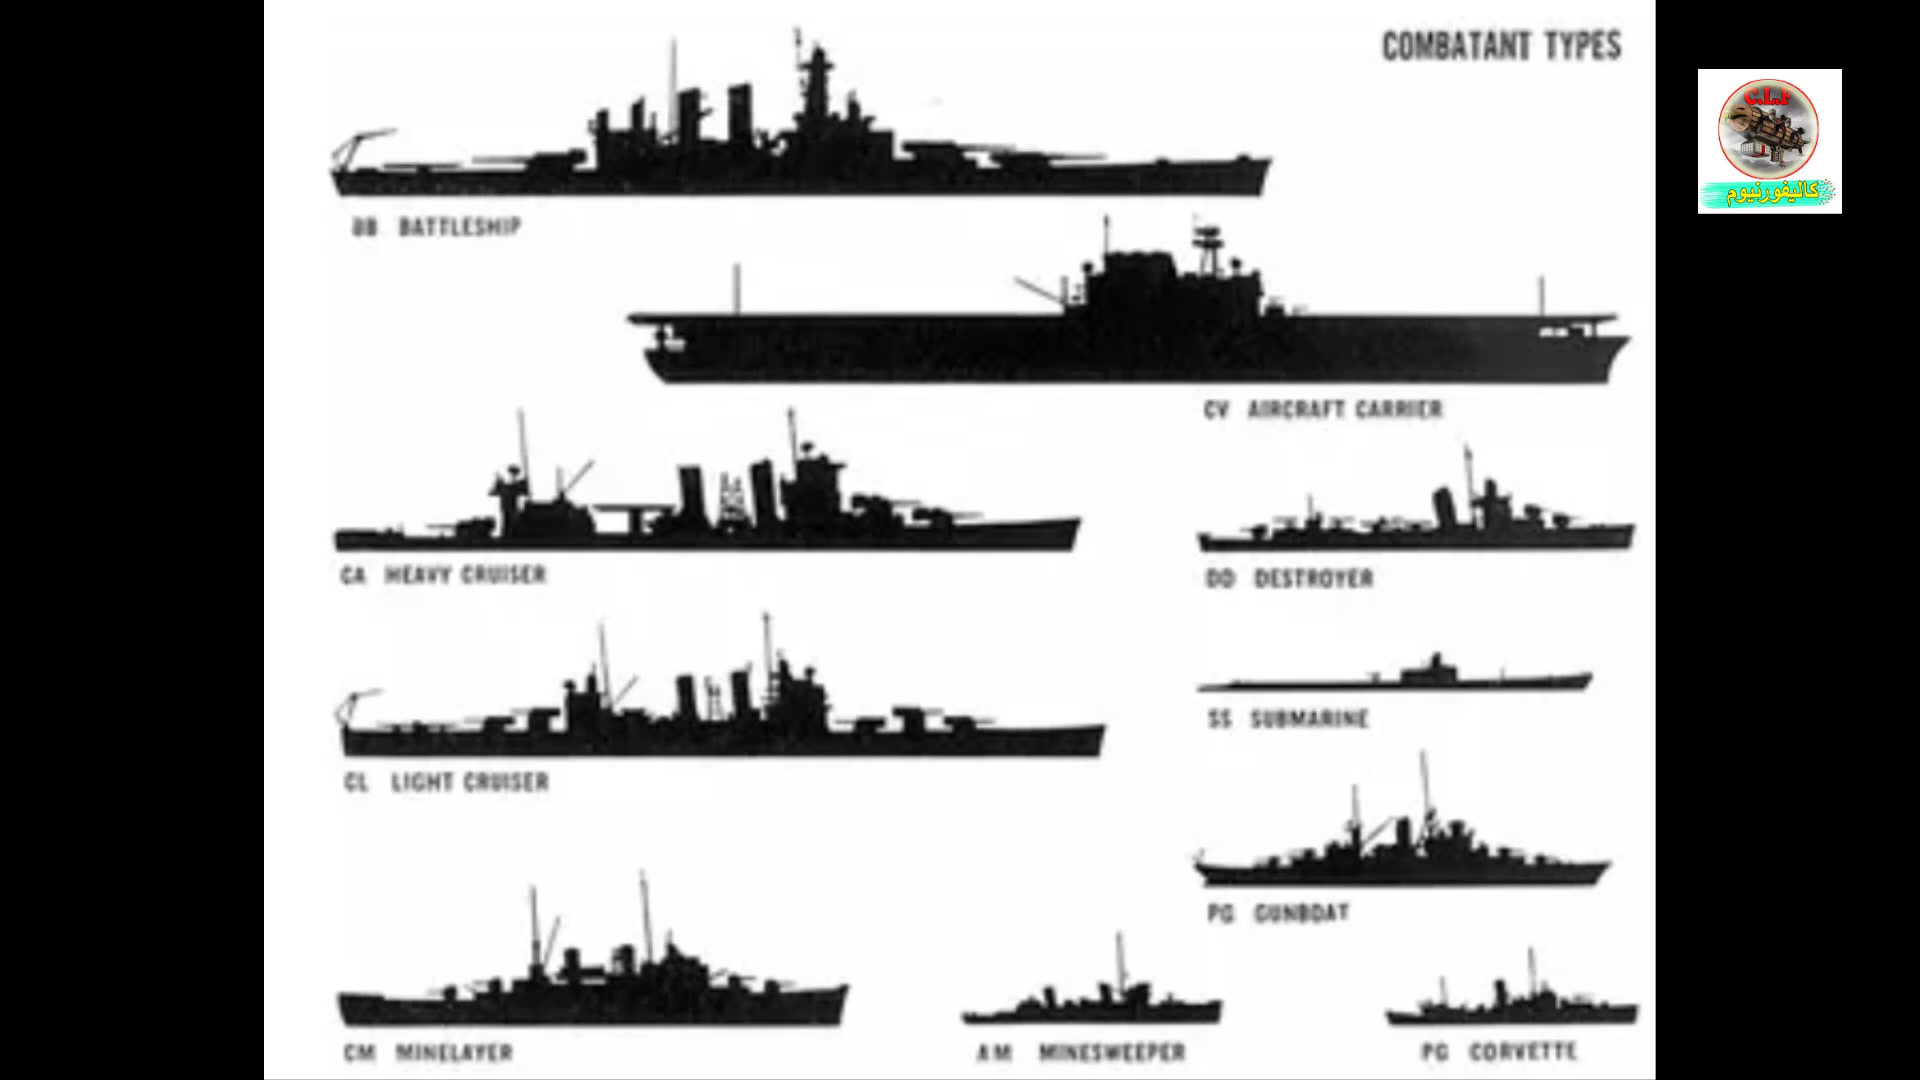 COMBATANT TYPES
C.L.F
كاليفورنيوم
BB BATTLESHIP
CV AIRCRAFT CARRIER
CA HEAVY CRUISER
DD DESTROYER
SS SUBMARINE
CL LIGHT CRUISER
PG GUNBOAT
CM MINELAYER
AM MINESWEEPER
PG CORVETTE